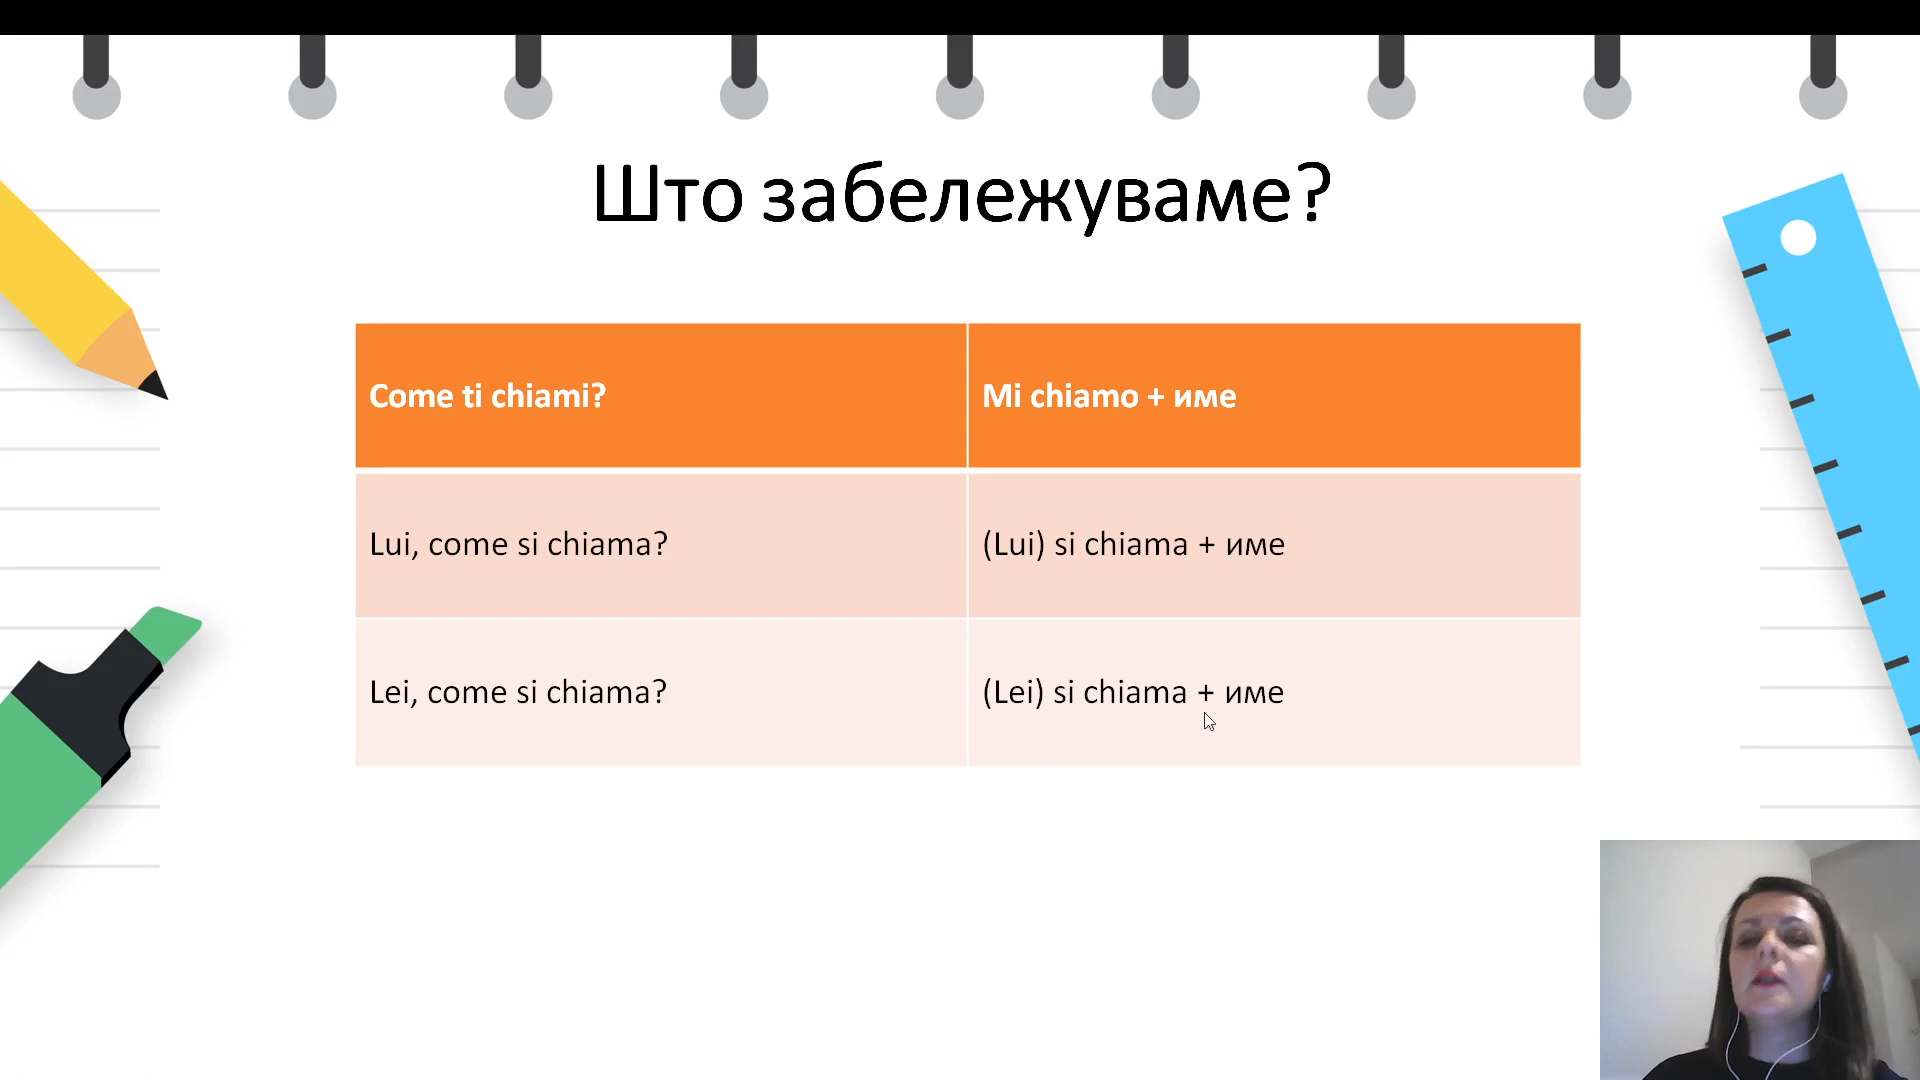 Што забележуваме?
Come ti chiami?
Mi chiamo + име
Lui, come si chiama?
(Lui) si chiama + име
Lei, come si chiama?
(Lei) si chiama + име